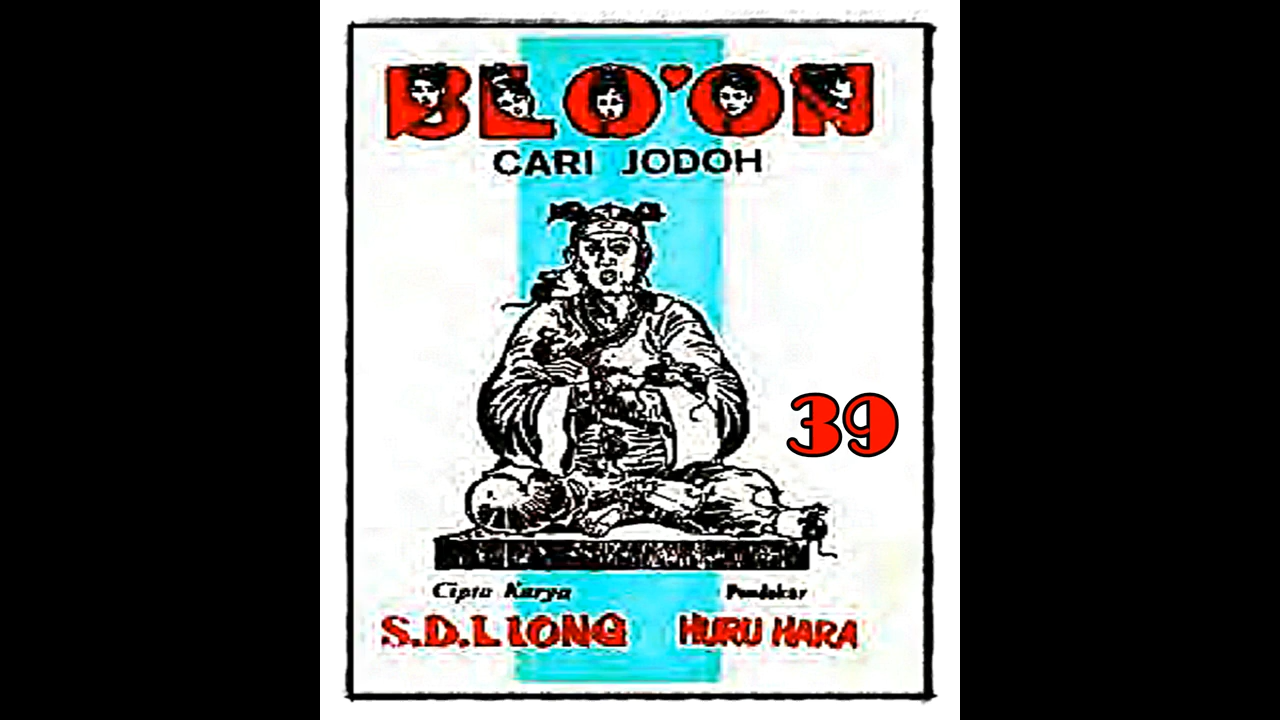 BLO'ON
CARI JODOH
39
Cipta Karya
Pendekar
S.D. LIONG
HURU HARA